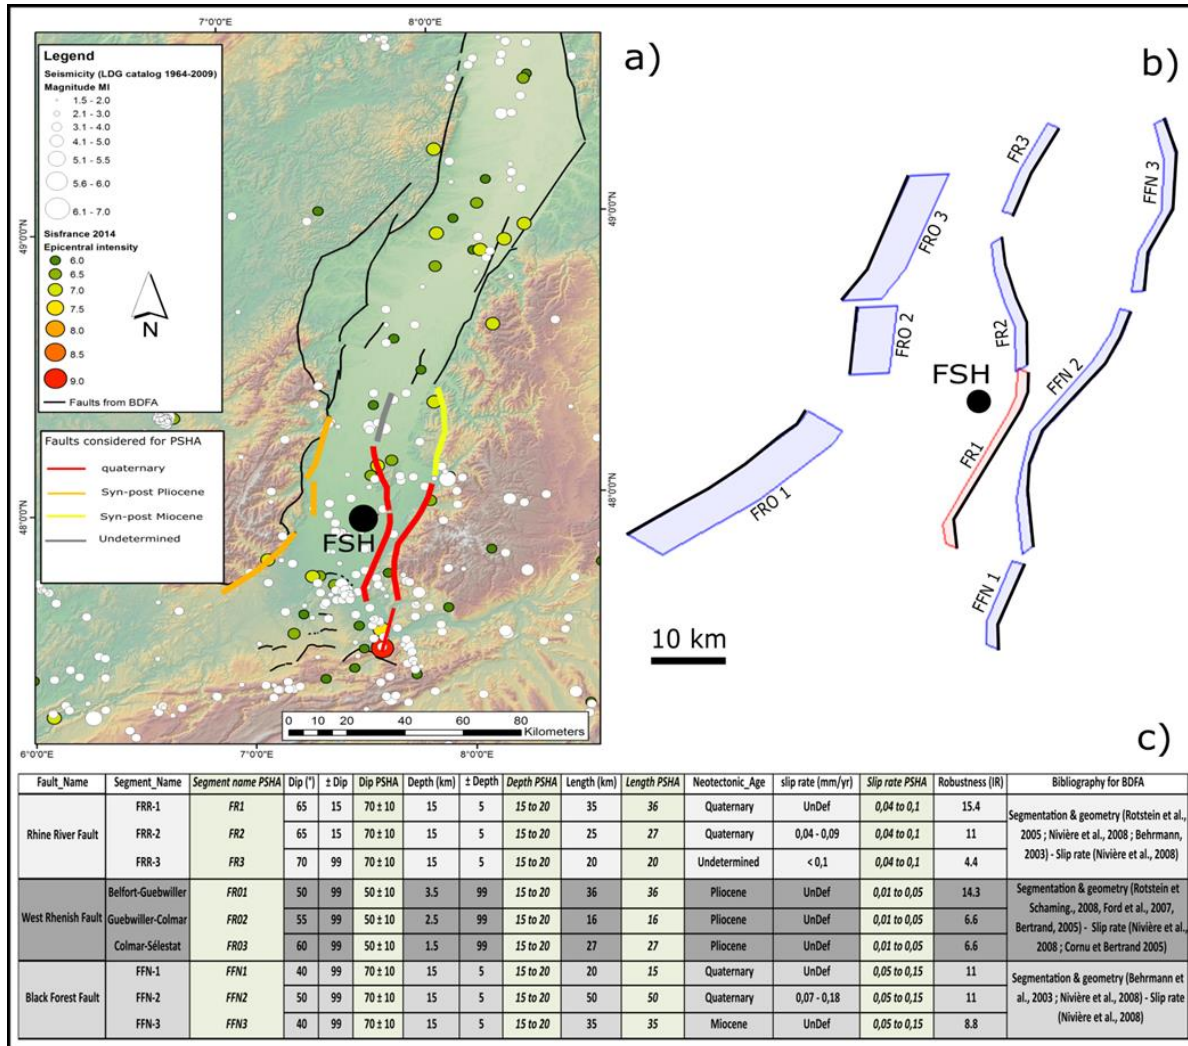 7°0'0"E 8°0'0"E
a)
b)
Legend
Seismicity (LDG catalog 1964-2009)
Magnitude Ml
1.5 - 2.0
2.1 - 3.0
3.1 - 4.0
4.1 - 5.0
5.1 - 5.5
5.6 - 6.0
6.1 - 7.0
Sisfrance 2014
Epicentral intensity
6.0
6.5
7.0
7.5
8.0
8.5
9.0
N
Faults from BDFA
Faults considered for PSHA
quaternary
Syn-post Pliocene
Syn-post Miocene
Undetermined
49°0'0"N
48°0'0"N
49°0'0"N
48°0'0"N
FSH
0 10 20 40 60 80
Kilometers
6°0'0"E 7°0'0"E 8°0'0"E
FR3
FFN 3
FRO 3
FRO 2
FR2
FFN 2
FSH
FR1
FRO 1
FFN 1
10 km
c)
Fault_Name Segment_Name Segment name PSHA Dip (°) ± Dip Dip PSHA Depth (km) ± Depth Depth PSHA Length (km) Length PSHA Neotectonic_Age slip rate (mm/yr) Slip rate PSHA Robustness (IR) Bibliography for BDFA
Rhine River Fault
FRR-1 FR1 65 15 70 ± 10 15 5 15 to 20 35 36 Quaternary UnDef 0,04 to 0,1 15.4
FRR-2 FR2 65 15 70 ± 10 15 5 15 to 20 25 27 Quaternary 0,04 - 0,09 0,04 to 0,1 11
FRR-3 FR3 70 99 70 ± 10 15 5 15 to 20 20 20 Undetermined < 0,1 0,04 to 0,1 4.4
Segmentation & geometry (Rotstein et al.,
2005 ; Nivière et al., 2008 ; Behrmann,
2003) - Slip rate (Nivière et al., 2008)
West Rhenish Fault
Belfort-Guebwiller FR01 50 99 50 ± 10 3.5 99 15 to 20 36 36 Pliocene UnDef 0,01 to 0,05 14.3
Guebwiller-Colmar FR02 55 99 50 ± 10 2.5 99 15 to 20 16 16 Pliocene UnDef 0,01 to 0,05 6.6
Colmar-Sélestat FR03 60 99 50 ± 10 1.5 99 15 to 20 27 27 Pliocene UnDef 0,01 to 0,05 6.6
Segmentation & geometry (Rotstein et
Schaming., 2008, Ford et al., 2007,
Bertrand, 2005) - Slip rate (Nivière et al.,
2008 ; Cornu et Bertrand 2005)
Black Forest Fault
FFN-1 FFN1 40 99 70 ± 10 15 5 15 to 20 20 15 Quaternary UnDef 0,05 to 0,15 11
FFN-2 FFN2 50 99 70 ± 10 15 5 15 to 20 50 50 Quaternary 0,07 - 0,18 0,05 to 0,15 11
FFN-3 FFN3 40 99 70 ± 10 15 5 15 to 20 35 35 Miocene UnDef 0,05 to 0,15 8.8
Segmentation & geometry (Behrmann et
al., 2003 ; Nivière et al., 2008) - Slip rate
(Nivière et al., 2008)